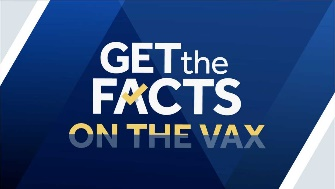 GET the
FACTS
ON THE VAX